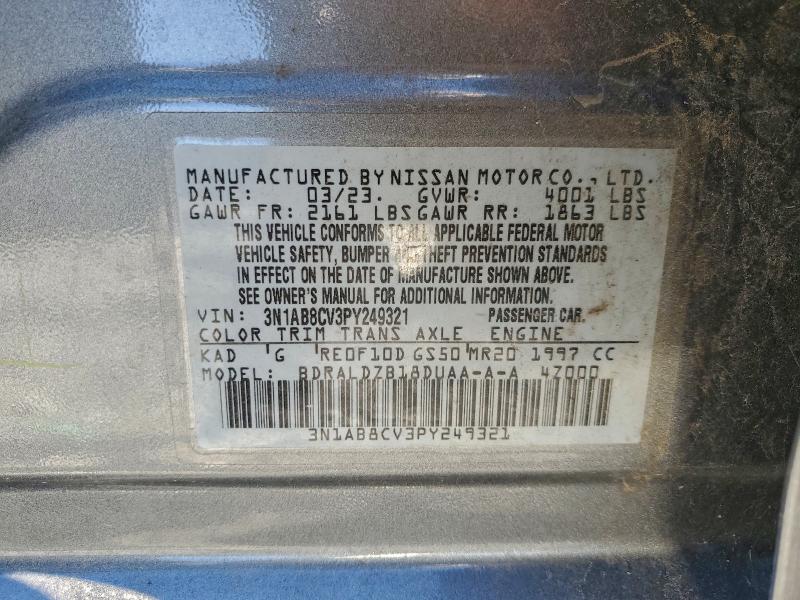 MANUFACTURED BY NISSAN MOTOR CO., LTD.
DATE: 03/23. GVWR: 4001 LBS
GAWR FR: 2161 LBS GAWR RR: 1863 LBS
THIS VEHICLE CONFORMS TO ALL APPLICABLE FEDERAL MOTOR
VEHICLE SAFETY, BUMPER AND THEFT PREVENTION STANDARDS
IN EFFECT ON THE DATE OF MANUFACTURE SHOWN ABOVE.
SEE OWNER'S MANUAL FOR ADDITIONAL INFORMATION.
VIN: 3N1AB8CV3PY249321 PASSENGER CAR.
COLOR TRIM TRANS AXLE ENGINE
KAD G RE0F10D GS50 MR20 1997 CC
MODEL: BDRALDZB18DUAA-A-A 4Z000
3N1AB8CV3PY249321